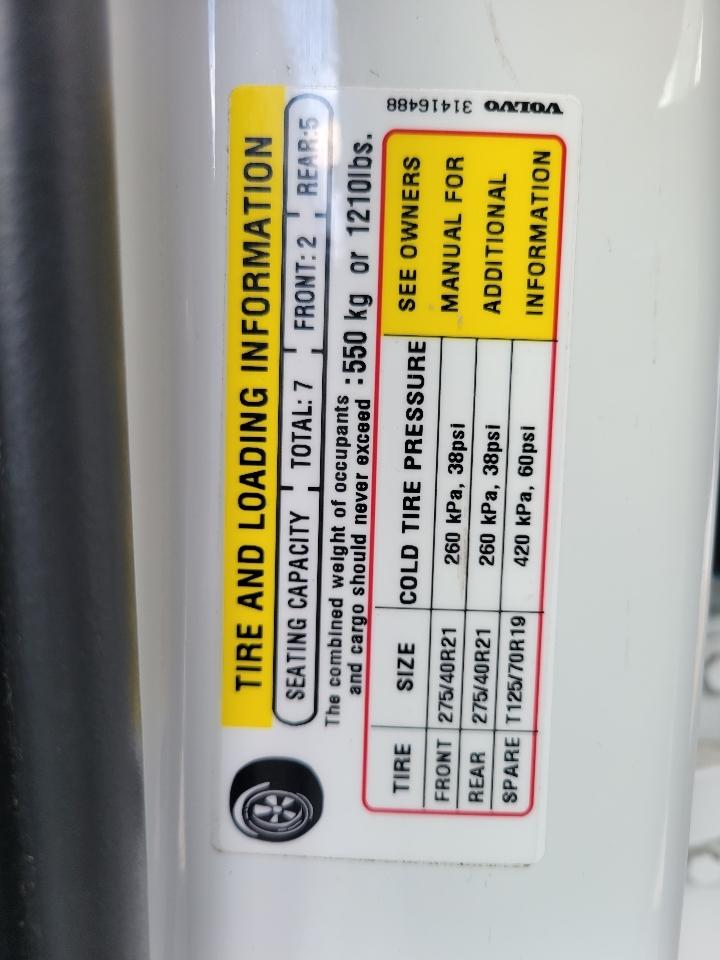 TIRE AND LOADING INFORMATION
SEATING CAPACITY TOTAL: 7 FRONT: 2 REAR:5
The combined weight of occupants
and cargo should never exceed :550 kg or 1210lbs.
TIRE SIZE COLD TIRE PRESSURE
FRONT 275/40R21 260 kPa, 38psi
REAR 275/40R21 260 kPa, 38psi
SPARE T125/70R19 420 kPa, 60psi
SEE OWNERS
MANUAL FOR
ADDITIONAL
INFORMATION
VOLVO 31416488